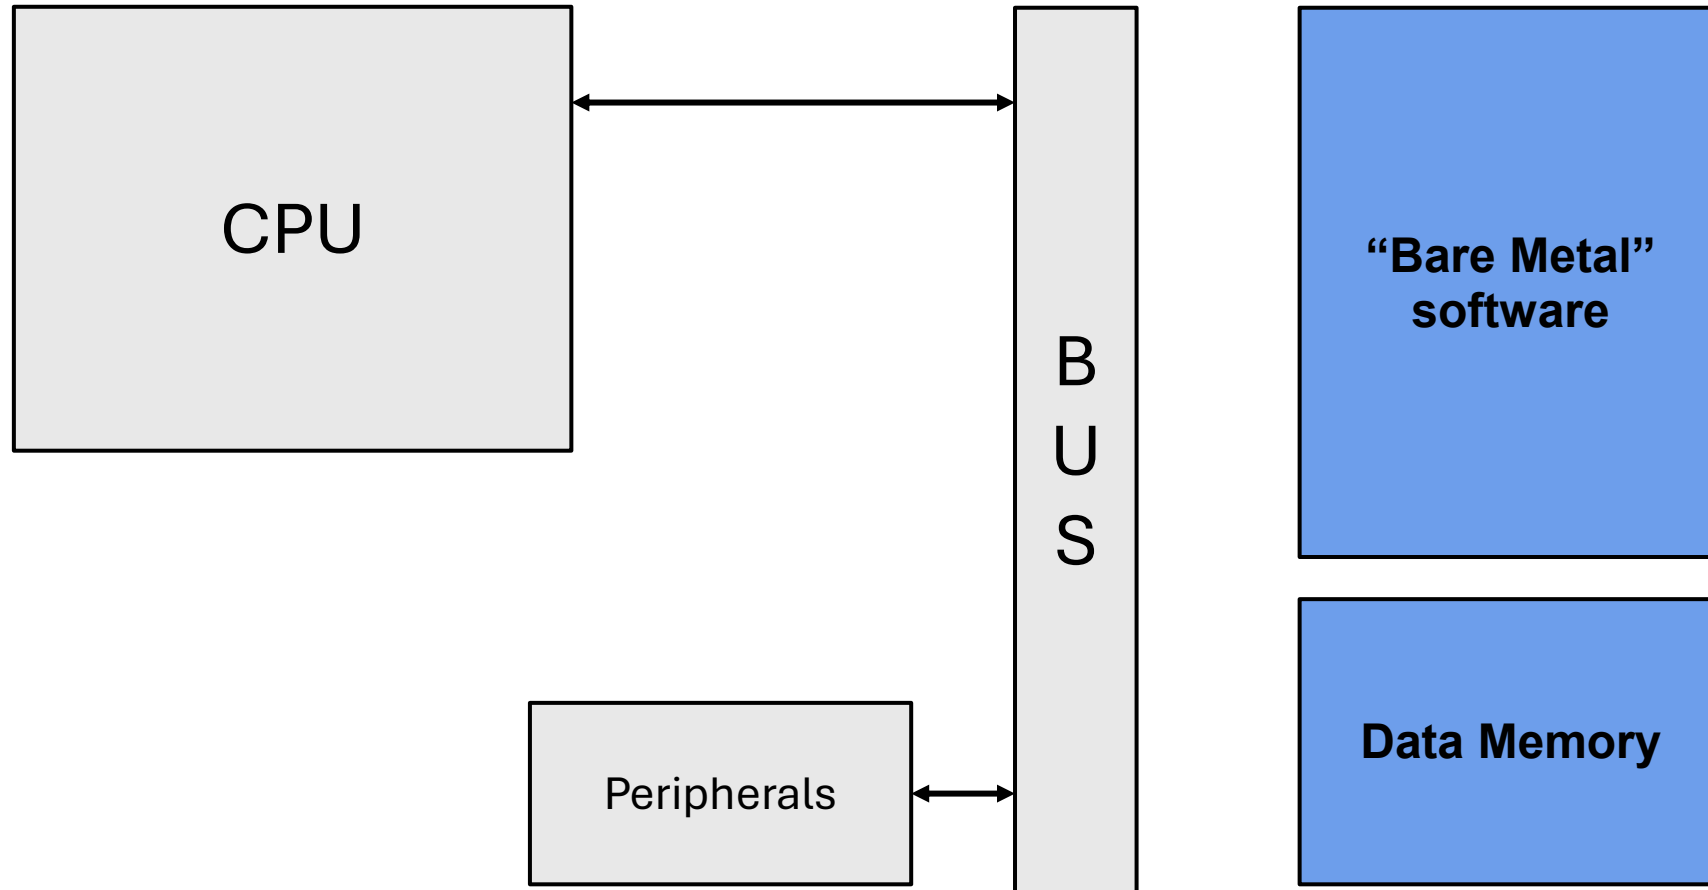 CPU
B
U
S
“Bare Metal”
software
Peripherals
Data Memory